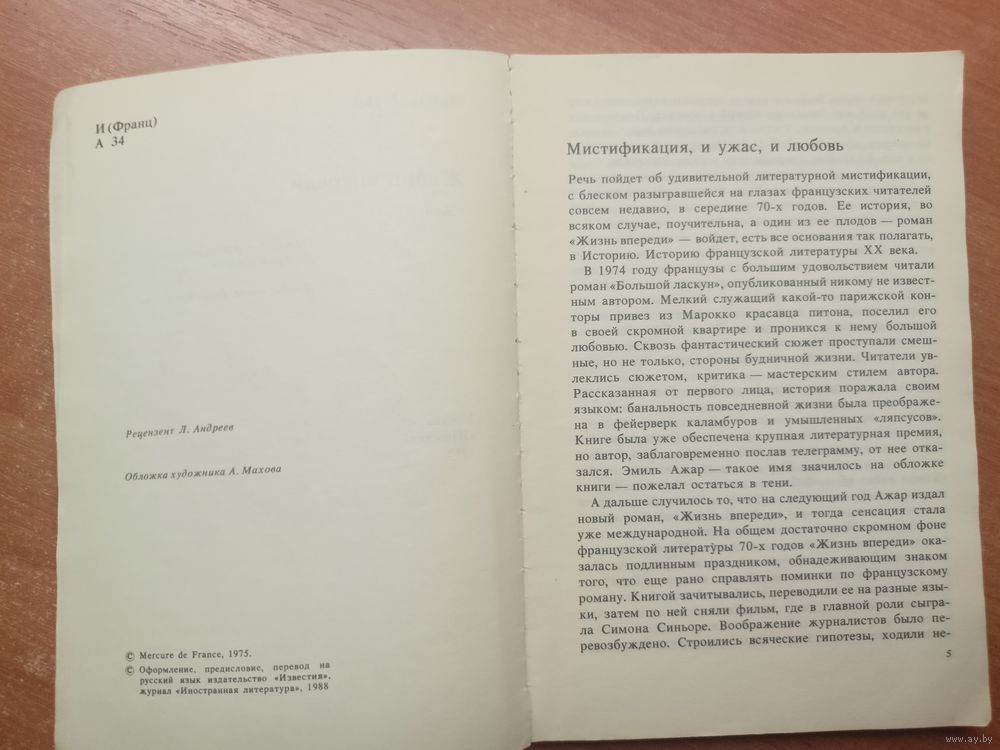 И (Франц)
А 34
Рецензент Л. Андреев
Обложка художника А. Махова
© Mercure de France, 1975.
© Оформление, предисловие, перевод на
русский язык издательство «Известия»,
журнал «Иностранная литература», 1988
Мистификация, и ужас, и любовь
Речь пойдет об удивительной литературной мистификации,
с блеском разыгравшейся на глазах французских читателей
совсем недавно, в середине 70-х годов. Ее история, во
всяком случае, поучительна, а один из ее плодов — роман
«Жизнь впереди» — войдет, есть все основания так полагать,
в Историю. Историю французской литературы XX века.
В 1974 году французы с большим удовольствием читали
роман «Большой ласкун», опубликованный никому не извест-
ным автором. Мелкий служащий какой-то парижской кон-
торы привез из Марокко красавца питона, поселил его
в своей скромной квартире и проникся к нему большой
любовью. Сквозь фантастический сюжет проступали смеш-
ные, но не только, стороны будничной жизни. Читатели ув-
леклись сюжетом, критика — мастерским стилем автора.
Рассказанная от первого лица, история поражала своим
языком: банальность повседневной жизни была преображе-
на в фейерверк каламбуров и умышленных «ляпсусов».
Книге была уже обеспечена крупная литературная премия,
но автор, заблаговременно послав телеграмму, от нее отка-
зался. Эмиль Ажар — такое имя значилось на обложке
книги — пожелал остаться в тени.
А дальше случилось то, что на следующий год Ажар издал
новый роман, «Жизнь впереди», и тогда сенсация стала
уже международной. На общем достаточно скромном фоне
французской литературы 70-х годов «Жизнь впереди» ока-
залась подлинным праздником, обнадеживающим знаком
того, что еще рано справлять поминки по французскому
роману. Книгой зачитывались, переводили ее на разные язы-
ки, затем по ней сняли фильм, где в главной роли сыгра-
ла Симона Синьоре. Воображение журналистов было пе-
ревозбуждено. Строились всяческие гипотезы, ходили не-
5
www.ay.by